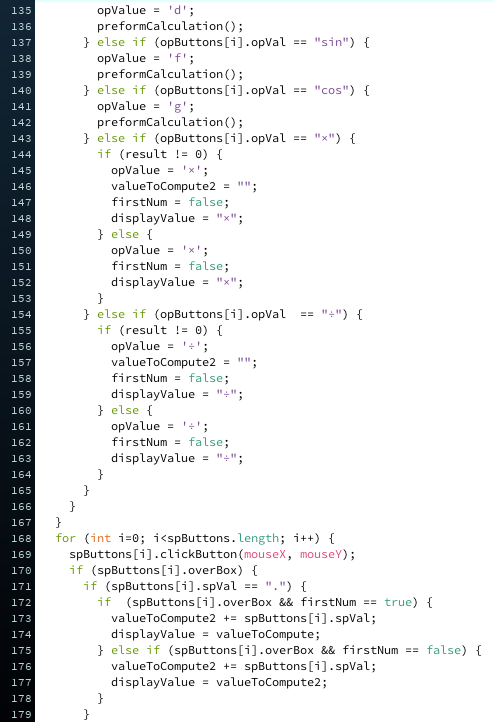 135 opValue = 'd';
136 preformCalculation();
137 } else if (opButtons[i].opVal == "sin") {
138 opValue = 'f';
139 preformCalculation();
140 } else if (opButtons[i].opVal == "cos") {
141 opValue = 'g';
142 preformCalculation();
143 } else if (opButtons[i].opVal == "×") {
144 if (result != 0) {
145 opValue = '×';
146 valueToCompute2 = "";
147 firstNum = false;
148 displayValue = "×";
149 } else {
150 opValue = '×';
151 firstNum = false;
152 displayValue = "×";
153 }
154 } else if (opButtons[i].opVal  == "÷") {
155 if (result != 0) {
156 opValue = '÷';
157 valueToCompute2 = "";
158 firstNum = false;
159 displayValue = "÷";
160 } else {
161 opValue = '÷';
162 firstNum = false;
163 displayValue = "÷";
164 }
165 }
166 }
167 }
168 for (int i=0; i<spButtons.length; i++) {
169 spButtons[i].clickButton(mouseX, mouseY);
170 if (spButtons[i].overBox) {
171 if (spButtons[i].spVal == ".") {
172 if  (spButtons[i].overBox && firstNum == true) {
173 valueToCompute2 += spButtons[i].spVal;
174 displayValue = valueToCompute;
175 } else if (spButtons[i].overBox && firstNum == false) {
176 valueToCompute2 += spButtons[i].spVal;
177 displayValue = valueToCompute2;
178 }
179 }